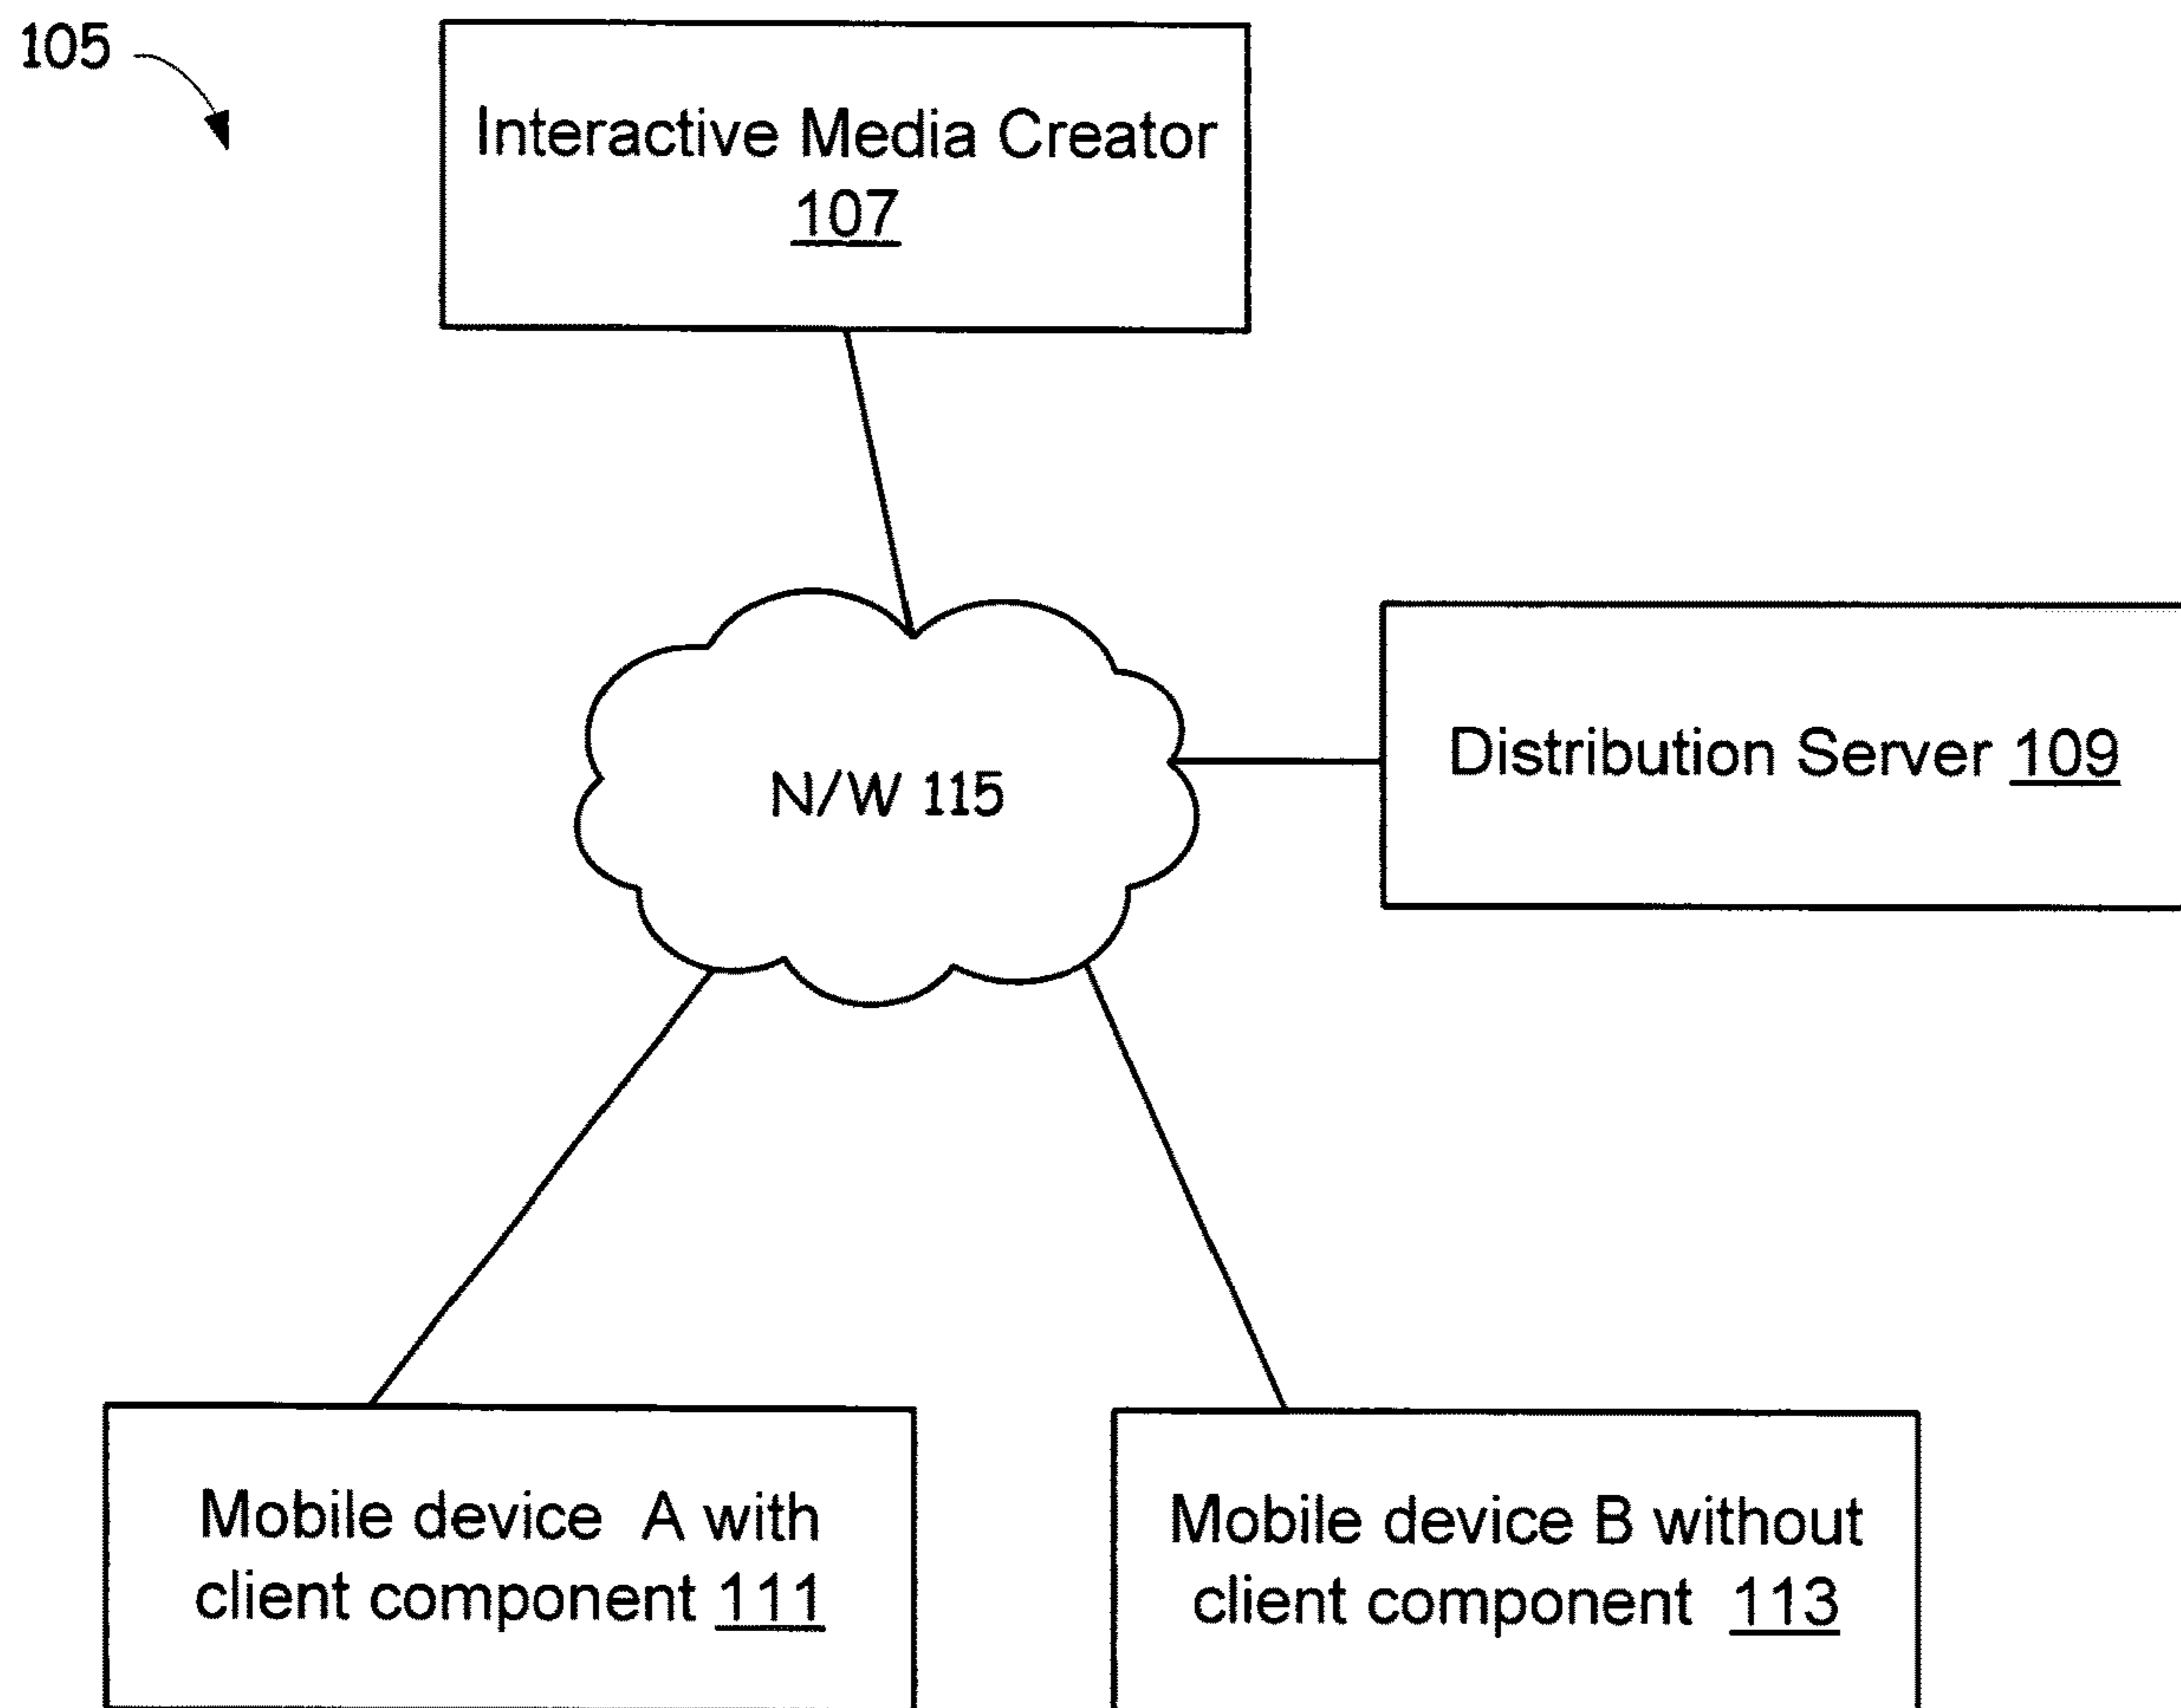 105
Interactive Media Creator
107
N/W 115
Distribution Server 109
Mobile device A with
client component 111
Mobile device B without
client component 113